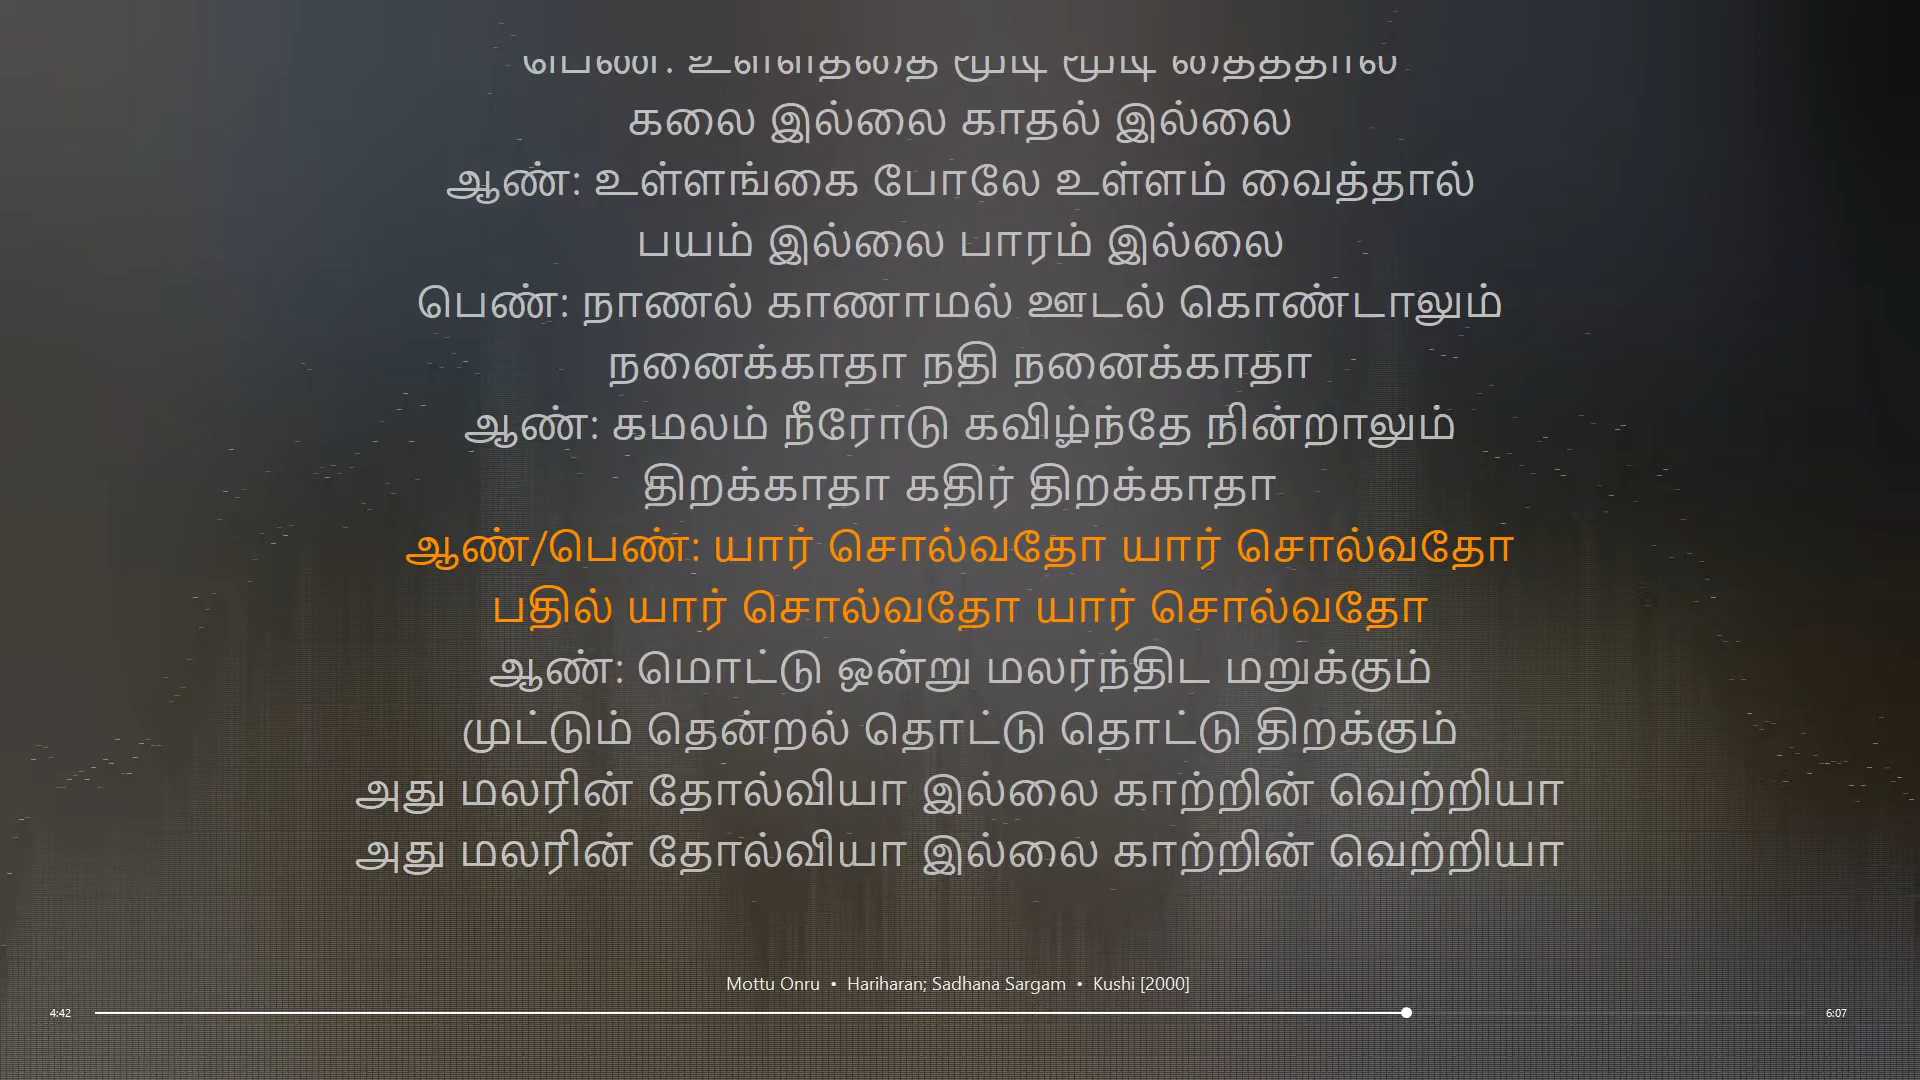 பெண்: உள்ளத்தை மூடி மூடி தைத்தால்
கலை இல்லை காதல் இல்லை
ஆண்: உள்ளங்கை போலே உள்ளம் வைத்தால்
பயம் இல்லை பாரம் இல்லை
பெண்: நாணல் காணாமல் ஊடல் கொண்டாலும்
நனைக்காதா நதி நனைக்காதா
ஆண்: கமலம் நீரோடு கவிழ்ந்தே நின்றாலும்
திறக்காதா கதிர் திறக்காதா
ஆண்/பெண்: யார் சொல்வதோ யார் சொல்வதோ
பதில் யார் சொல்வதோ யார் சொல்வதோ
ஆண்: மொட்டு ஒன்று மலர்ந்திட மறுக்கும்
முட்டும் தென்றல் தொட்டு தொட்டு திறக்கும்
அது மலரின் தோல்வியா இல்லை காற்றின் வெற்றியா
அது மலரின் தோல்வியா இல்லை காற்றின் வெற்றியா
Mottu Onru • Hariharan; Sadhana Sargam • Kushi [2000]
4:42 6:07